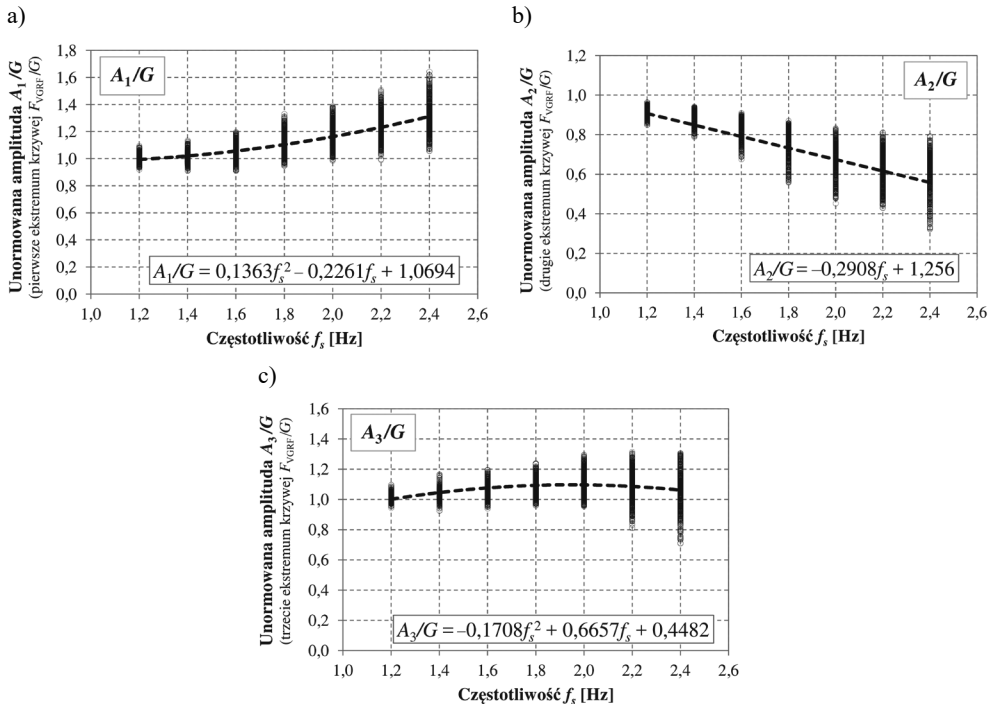 a)
Unormowana amplituda A₁/G
(pierwsze ekstremum krzywej F_VGRF/G)
1,8
1,6
1,4
1,2
1,0
0,8
0,6
0,4
0,2
0,0
A₁/G
A₁/G = 0,1363fₛ² – 0,2261fₛ + 1,0694
1,0 1,2 1,4 1,6 1,8 2,0 2,2 2,4 2,6
Częstotliwość fₛ [Hz]
b)
Unormowana amplituda A₂/G
(drugie ekstremum krzywej F_VGRF/G)
1,2
1,0
0,8
0,6
0,4
0,2
0,0
A₂/G
A₂/G = –0,2908fₛ + 1,256
1,0 1,2 1,4 1,6 1,8 2,0 2,2 2,4 2,6
Częstotliwość fₛ [Hz]
c)
Unormowana amplituda A₃/G
(trzecie ekstremum krzywej F_VGRF/G)
1,6
1,4
1,2
1,0
0,8
0,6
0,4
0,2
0,0
A₃/G
A₃/G = –0,1708fₛ² + 0,6657fₛ + 0,4482
1,0 1,2 1,4 1,6 1,8 2,0 2,2 2,4 2,6
Częstotliwość fₛ [Hz]